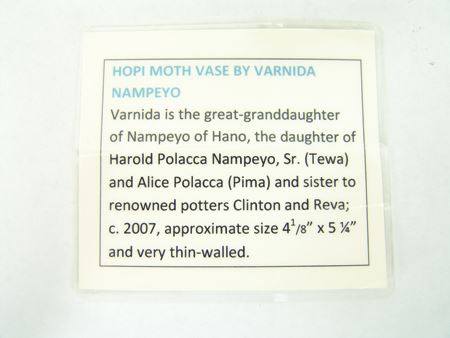 HOPI MOTH VASE BY VARNIDA
NAMPEYO
Varnida is the great-granddaughter
of Nampeyo of Hano, the daughter of
Harold Polacca Nampeyo, Sr. (Tewa)
and Alice Polacca (Pima) and sister to
renowned potters Clinton and Reva;
c. 2007, approximate size 4¹/₈” x 5 ¼”
and very thin-walled.